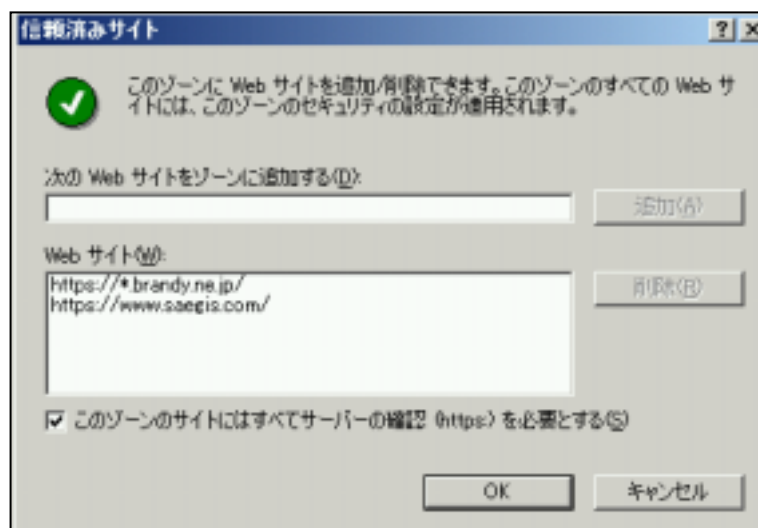 信頼済みサイト
このゾーンに Web サイトを追加/削除できます。このゾーンのすべての Web サ
イトには、このゾーンのセキュリティの設定が適用されます。
次の Web サイトをゾーンに追加する(D):
追加(A)
Web サイト(W):
https://*.brandy.ne.jp/
https://www.saegis.com/
削除(R)
このゾーンのサイトにはすべてサーバーの確認 (https:) を必要とする(S)
OK
キャンセル